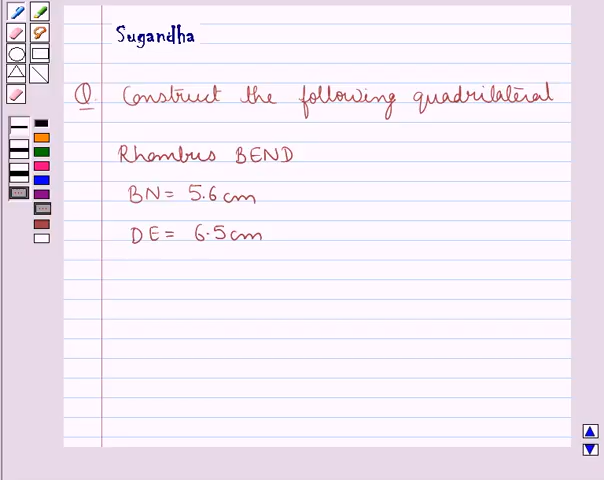 Sugandha
Q. Construct the following quadrilateral
Rhombus BEND
BN = 5.6 cm
DE = 6.5 cm